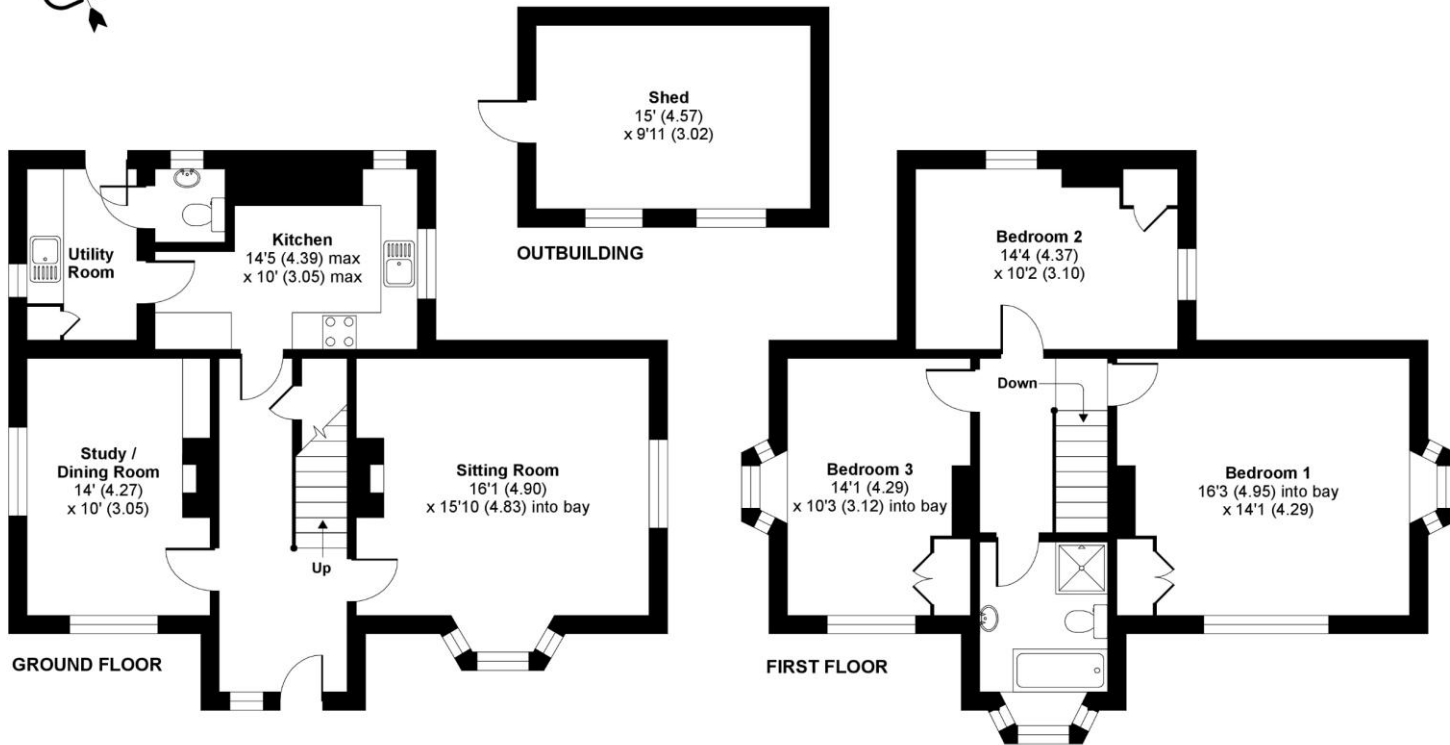 Shed
15' (4.57)
x 9'11 (3.02)
OUTBUILDING
Utility
Room
Kitchen
14'5 (4.39) max
x 10' (3.05) max
Study /
Dining Room
14' (4.27)
x 10' (3.05)
Up
Sitting Room
16'1 (4.90)
x 15'10 (4.83) into bay
GROUND FLOOR
Bedroom 2
14'4 (4.37)
x 10'2 (3.10)
Down
Bedroom 3
14'1 (4.29)
x 10'3 (3.12) into bay
Bedroom 1
16'3 (4.95) into bay
x 14'1 (4.29)
FIRST FLOOR